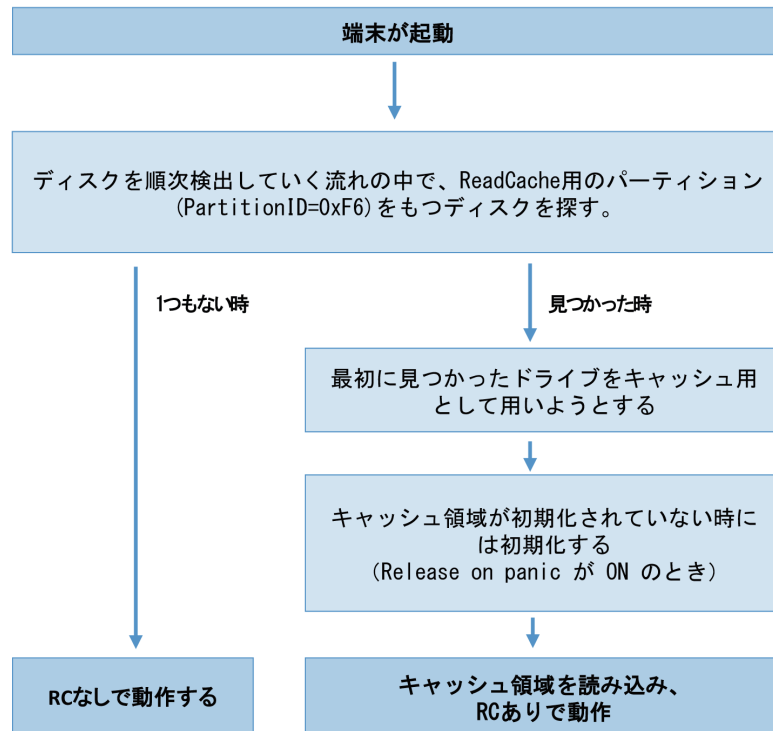 端末が起動
ディスクを順次検出していく流れの中で、ReadCache用のパーティション
(PartitionID=0xF6)をもつディスクを探す。
1つもない時
見つかった時
最初に見つかったドライブをキャッシュ用
として用いようとする
キャッシュ領域が初期化されていない時に
は初期化する
(Release on panic が ON のとき)
RCなしで動作する
キャッシュ領域を読み込み、
RCありで動作